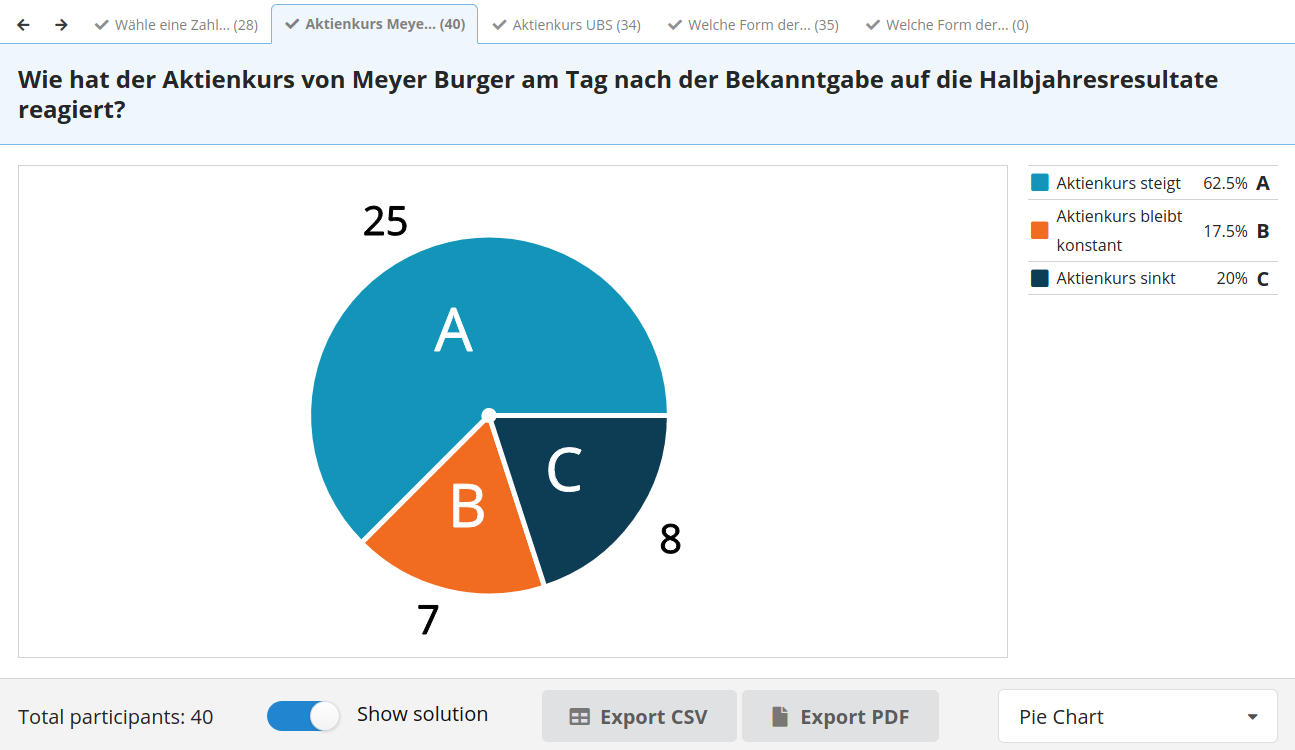 Wähle eine Zahl... (28) Aktienkurs Meye... (40) Aktienkurs UBS (34) Welche Form der... (35) Welche Form der... (0)
Wie hat der Aktienkurs von Meyer Burger am Tag nach der Bekanntgabe auf die Halbjahresresultate
reagiert?
25
A
B
C
8
7
Aktienkurs steigt 62.5% A
Aktienkurs bleibt
konstant 17.5% B
Aktienkurs sinkt 20% C
Total participants: 40 Show solution Export CSV Export PDF Pie Chart